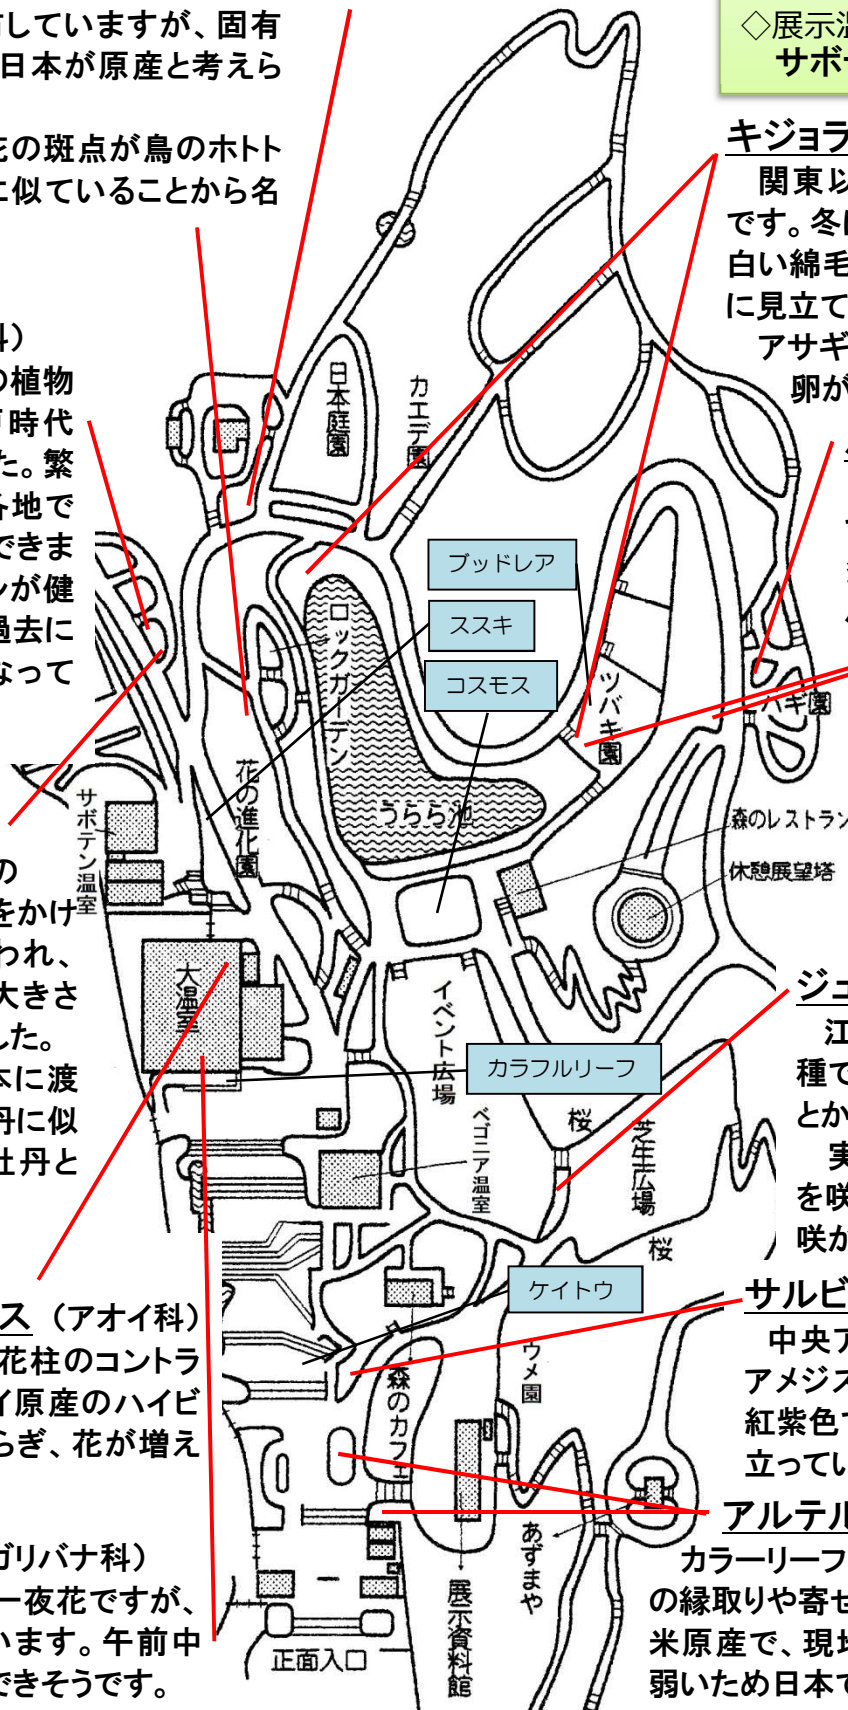 布していますが、固有
日本が原産と考えら
花の斑点が鳥のホトト
に似ていることから名
◇展示温
サボ
キジョラ
関東以
です。冬に
白い綿毛
に見立て
アサギ
卵が
科）
の植物
戸時代
た。繁
各地で
できま
ンが健
過去に
なって
日本庭園
カエデ園
ブッドレア
ススキ
コスモス
ロックガーデン
ツバキ園
ハギ園
うらら池
花の進化園
サボテン温室
森のレストラン
休憩展望塔
の
をかけ
われ、
大きさ
した。
本に渡
丹に似
牡丹と
大温室
イベント広場
カラフルリーフ
ベゴニア温室
桜
芝生広場
桜
ジュ
江
種で
とか
実
を咲
咲が
ケイトウ
ス（アオイ科）
花柱のコントラ
イ原産のハイビ
らぎ、花が増え
サルビ
中央ア
アメジス
紅紫色で
立ってい
ウメ園
森のカフェ
アルテル
カラーリーフ
の縁取りや寄せ
米原産で、現地
弱いため日本で
ガリバナ科）
一夜花ですが、
います。午前中
できそうです。
あずまや
展示資料館
正面入口